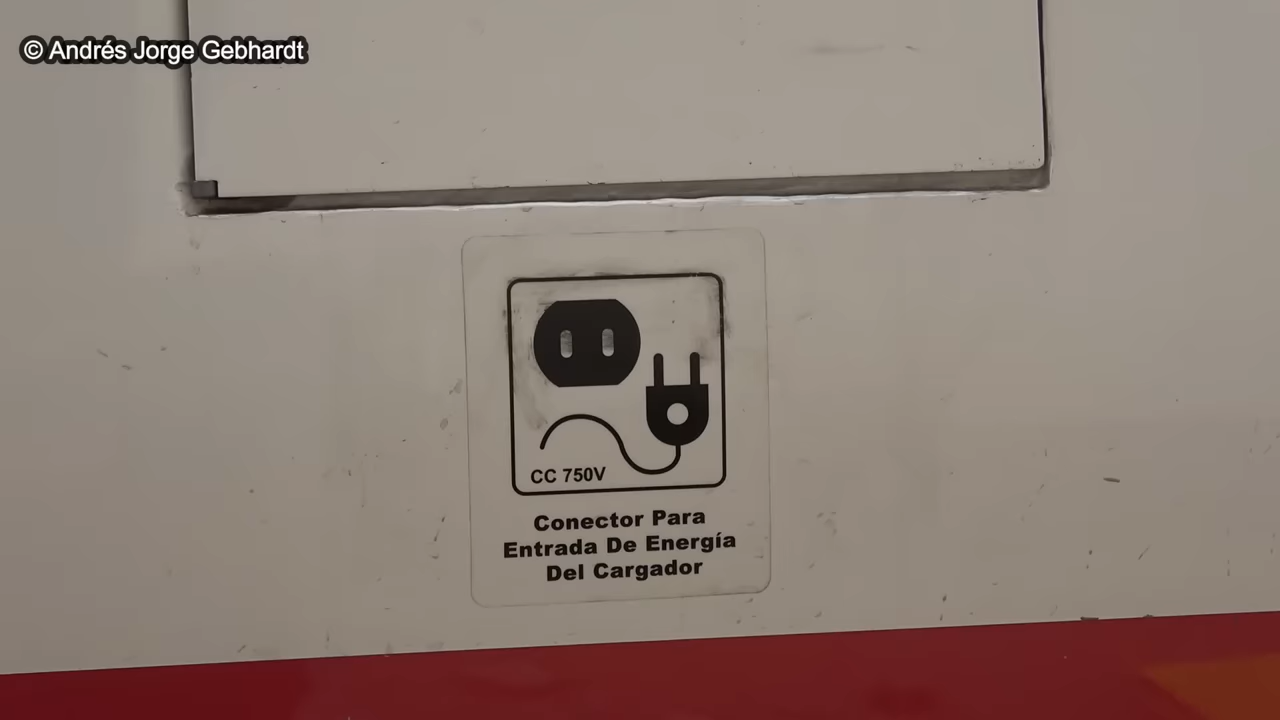 © Andrés Jorge Gebhardt
CC 750V
Conector Para
Entrada De Energía
Del Cargador